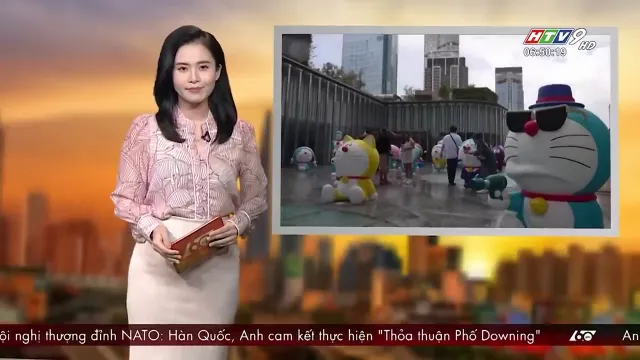 HTV9 HD
06:50:19
ội nghị thượng đỉnh NATO: Hàn Quốc, Anh cam kết thực hiện "Thỏa thuận Phố Downing"
60 An